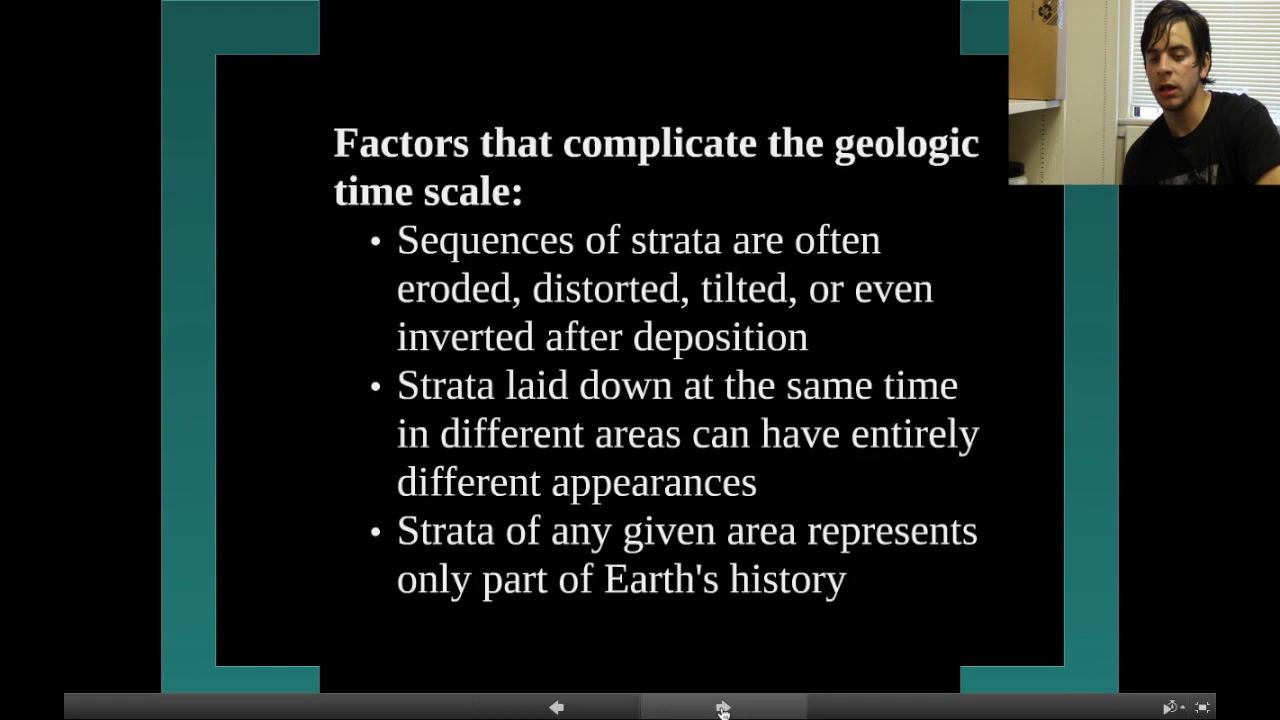 Factors that complicate the geologic
time scale:
• Sequences of strata are often
eroded, distorted, tilted, or even
inverted after deposition
• Strata laid down at the same time
in different areas can have entirely
different appearances
• Strata of any given area represents
only part of Earth's history